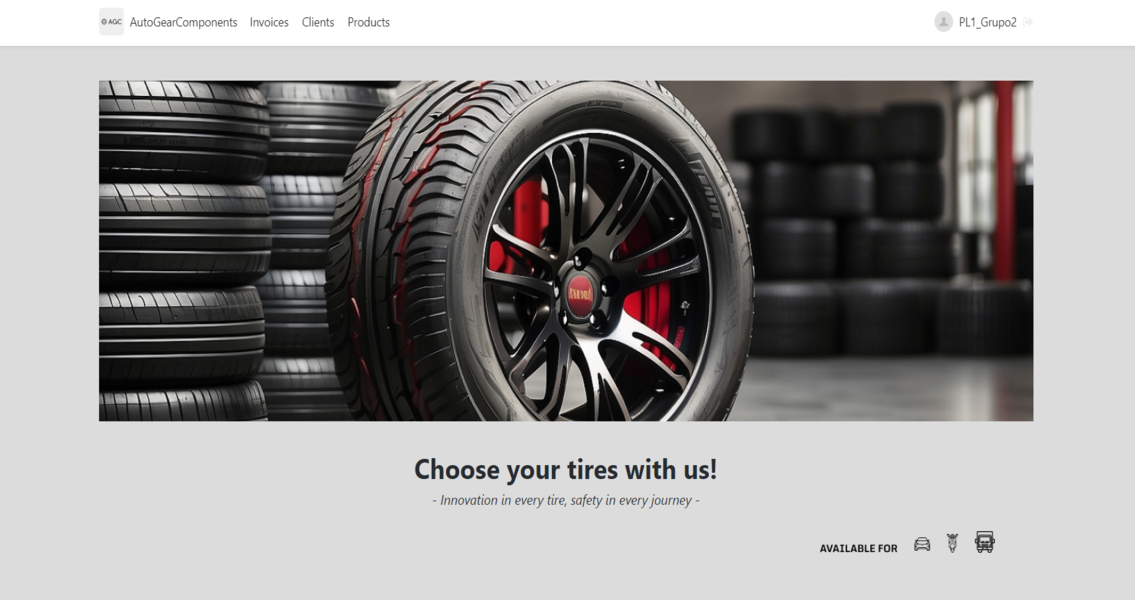 AGC AutoGearComponents Invoices Clients Products PL1_Grupo2
Choose your tires with us!
- Innovation in every tire, safety in every journey -
AVAILABLE FOR